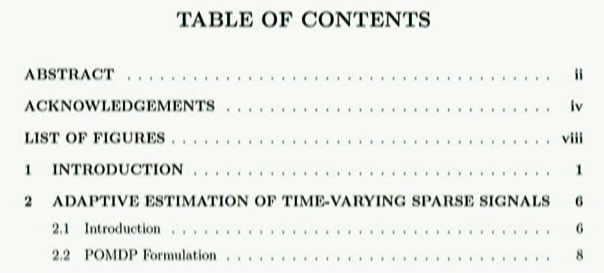 TABLE OF CONTENTS
ABSTRACT . . . . . . . . . . . . . . . . . . . . . . . . . . . . . . . . . . . . . . . . ii
ACKNOWLEDGEMENTS . . . . . . . . . . . . . . . . . . . . . . . . . . . . . . iv
LIST OF FIGURES . . . . . . . . . . . . . . . . . . . . . . . . . . . . . . . . . . . viii
1 INTRODUCTION . . . . . . . . . . . . . . . . . . . . . . . . . . . . . . . . . 1
2 ADAPTIVE ESTIMATION OF TIME-VARYING SPARSE SIGNALS 6
2.1 Introduction . . . . . . . . . . . . . . . . . . . . . . . . . . . . . . . . . . . 6
2.2 POMDP Formulation . . . . . . . . . . . . . . . . . . . . . . . . . . . . . . 8